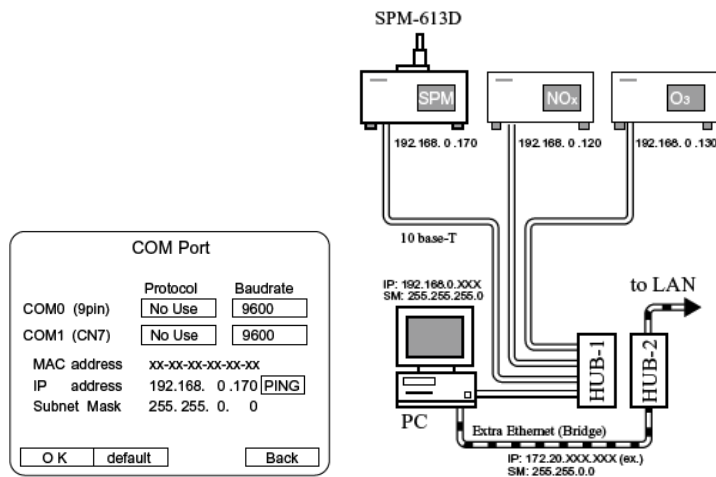 SPM-613D
SPM
NOx
O3
192.168. 0 .170
192.168. 0 .120
192.168. 0 .130
10 base-T
IP: 192.168.0.XXX
SM: 255.255.255.0
to LAN
HUB-1
HUB-2
PC
Extra Ethernet (Bridge)
IP: 172.20.XXX.XXX (ex.)
SM: 255.255.0.0
COM Port
Protocol Baudrate
COM0 (9pin) No Use 9600
COM1 (CN7) No Use 9600
MAC address xx-xx-xx-xx-xx-xx
IP address 192.168. 0 .170 PING
Subnet Mask 255. 255. 0. 0
O K default Back